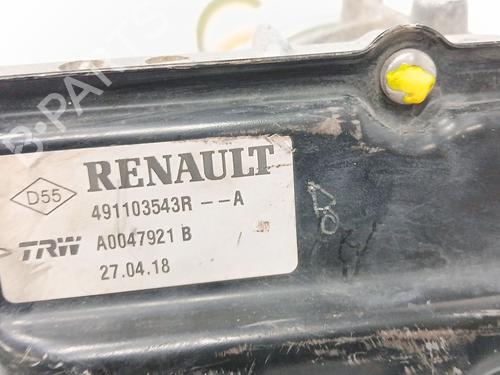 B-PARTS
D55
RENAULT
491103543R --A
TRW A0047921 B
27.04.18